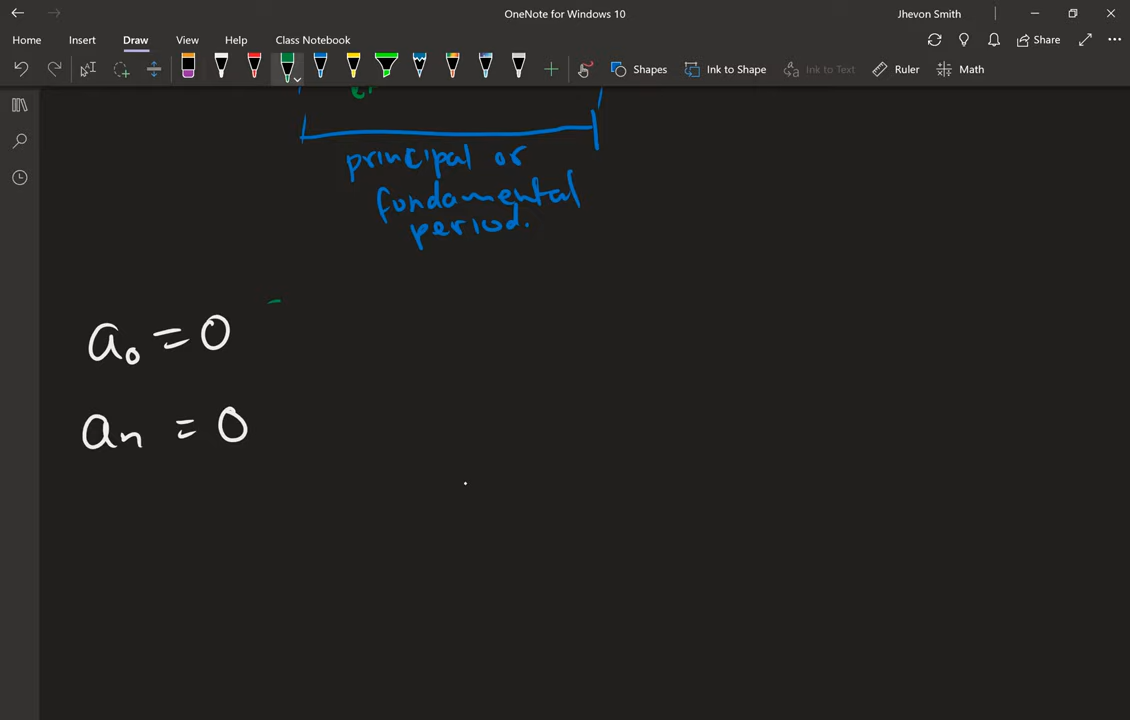 OneNote for Windows 10
Jhevon Smith
Home Insert Draw View Help Class Notebook
Share
Shapes Ink to Shape Ink to Text Ruler Math
principal or
fundamental
period.
a₀ = 0
aₙ = 0